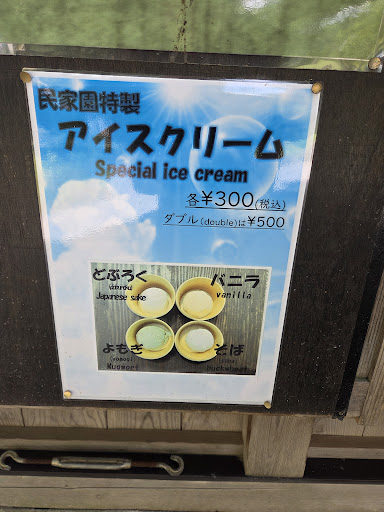 民家園特製
アイスクリーム
Special ice cream
各¥300(税込)
ダブル(double)は¥500
どぶろく
Japanese sake
バニラ
vanilla
よもぎ
(yomogi)
Mugwort
そば
(soba)
Buckwheat